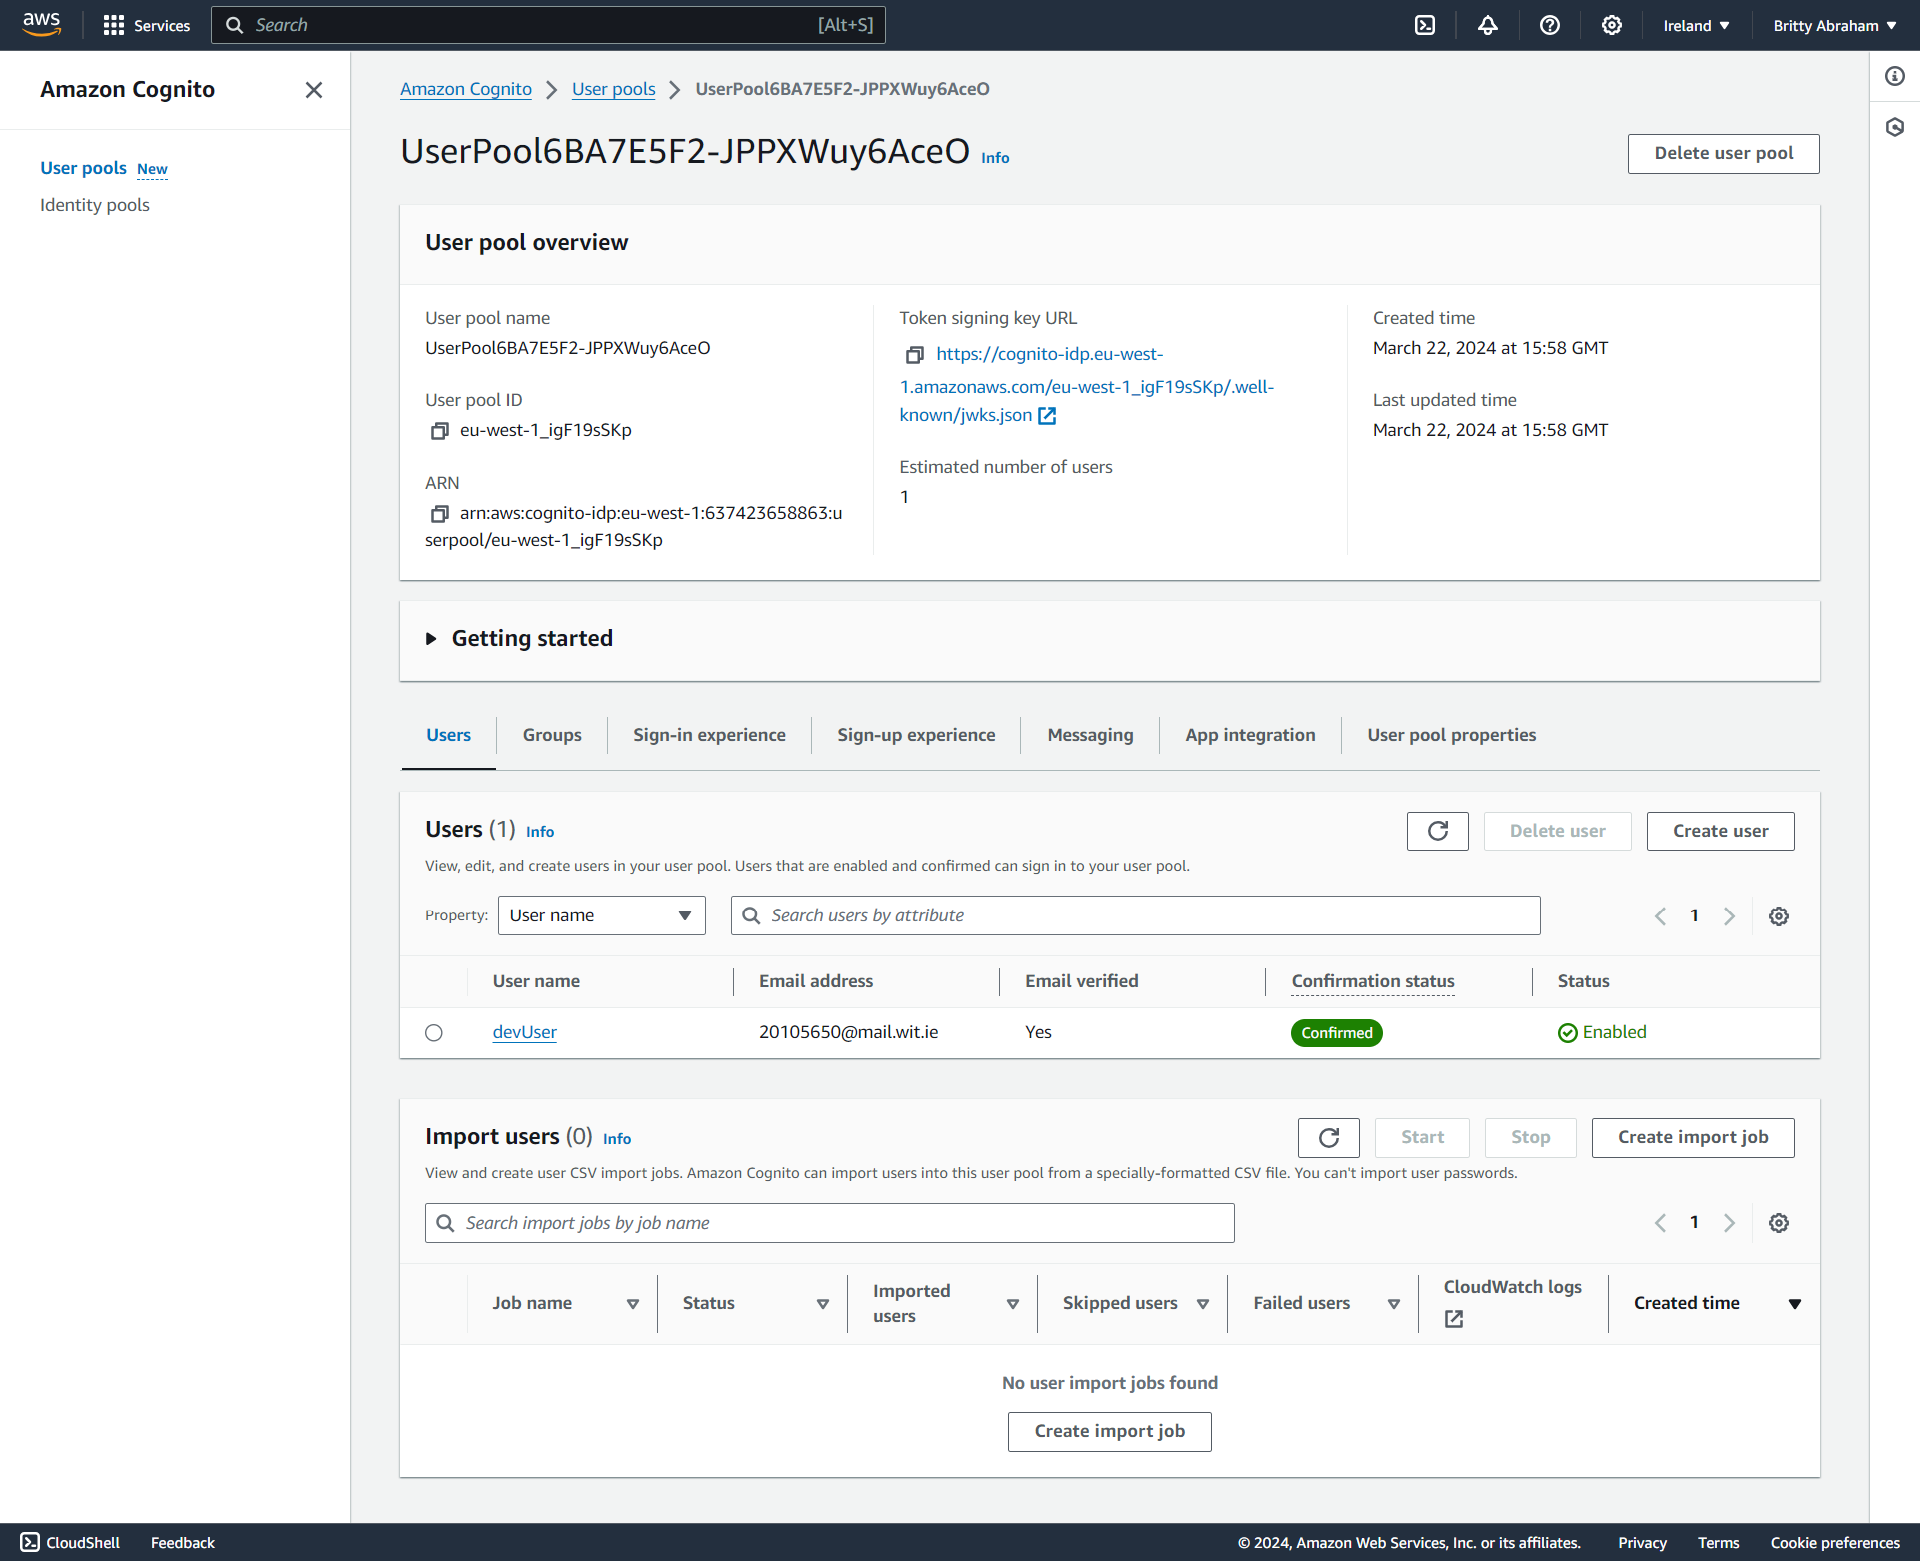 aws
Services
Search
[Alt+S]
Ireland
Britty Abraham
Amazon Cognito
User pools New
Identity pools
Amazon Cognito
User pools
UserPool6BA7E5F2-JPPXWuy6AceO
UserPool6BA7E5F2-JPPXWuy6AceO Info
Delete user pool
User pool overview
User pool name
UserPool6BA7E5F2-JPPXWuy6AceO
User pool ID
eu-west-1_igF19sSKp
ARN
arn:aws:cognito-idp:eu-west-1:637423658863:u
serpool/eu-west-1_igF19sSKp
Token signing key URL
https://cognito-idp.eu-west-
1.amazonaws.com/eu-west-1_igF19sSKp/.well-
known/jwks.json
Estimated number of users
1
Created time
March 22, 2024 at 15:58 GMT
Last updated time
March 22, 2024 at 15:58 GMT
Getting started
Users
Groups
Sign-in experience
Sign-up experience
Messaging
App integration
User pool properties
Users (1) Info
Delete user
Create user
View, edit, and create users in your user pool. Users that are enabled and confirmed can sign in to your user pool.
Property:
User name
Search users by attribute
1
User name
Email address
Email verified
Confirmation status
Status
devUser
20105650@mail.wit.ie
Yes
Confirmed
Enabled
Import users (0) Info
Start
Stop
Create import job
View and create user CSV import jobs. Amazon Cognito can import users into this user pool from a specially-formatted CSV file. You can't import user passwords.
Search import jobs by job name
1
Job name
Status
Imported
users
Skipped users
Failed users
CloudWatch logs
Created time
No user import jobs found
Create import job
CloudShell
Feedback
© 2024, Amazon Web Services, Inc. or its affiliates.
Privacy
Terms
Cookie preferences